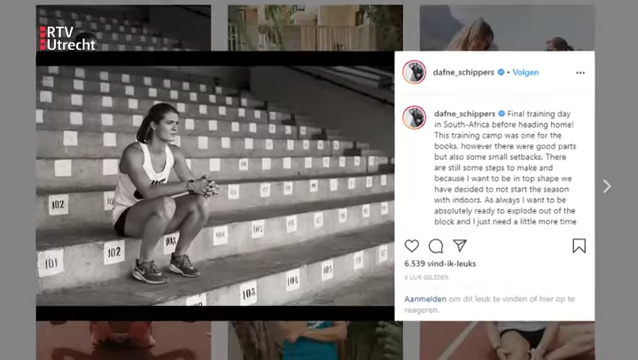 RTV
Utrecht
dafne_schippers • Volgen
dafne_schippers Final training day
in South-Africa before heading home!
This training camp was one for the
books, however there were good parts
but also some small setbacks. There
are still some steps to make and
because I want to be in top shape we
have decided to not start the season
with indoors. As always I want to be
absolutely ready to explode out of the
block and I just need a little more time
6.539 vind-ik-leuks
3 UUR GELEDEN
Aanmelden om dit leuk te vinden of hier op te
reageren.
102
101
103
103
104
105